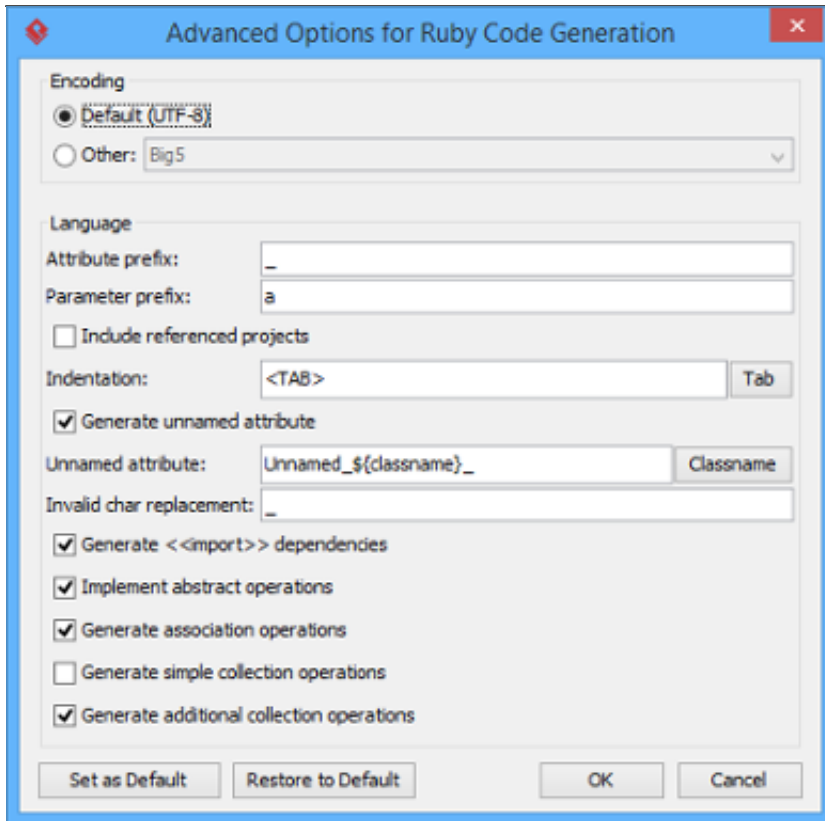 Advanced Options for Ruby Code Generation
Encoding
Default (UTF-8)
Other: Big5
Language
Attribute prefix: _
Parameter prefix: a
Include referenced projects
Indentation: <TAB> Tab
Generate unnamed attribute
Unnamed attribute: Unnamed_${classname}_ Classname
Invalid char replacement: _
Generate <<import>> dependencies
Implement abstract operations
Generate association operations
Generate simple collection operations
Generate additional collection operations
Set as Default Restore to Default OK Cancel